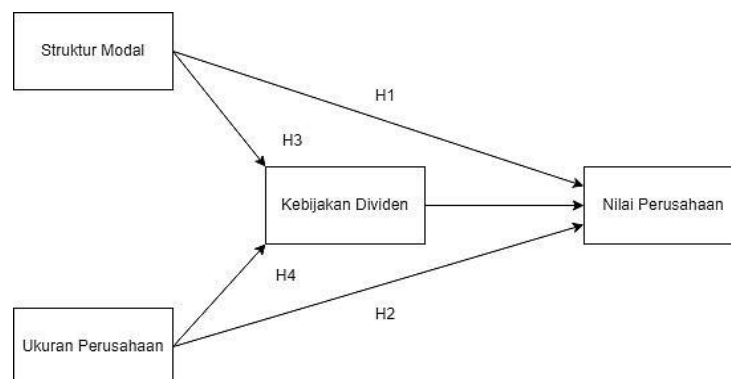 Struktur Modal
H1
H3
Kebijakan Dividen
Nilai Perusahaan
H4
H2
Ukuran Perusahaan